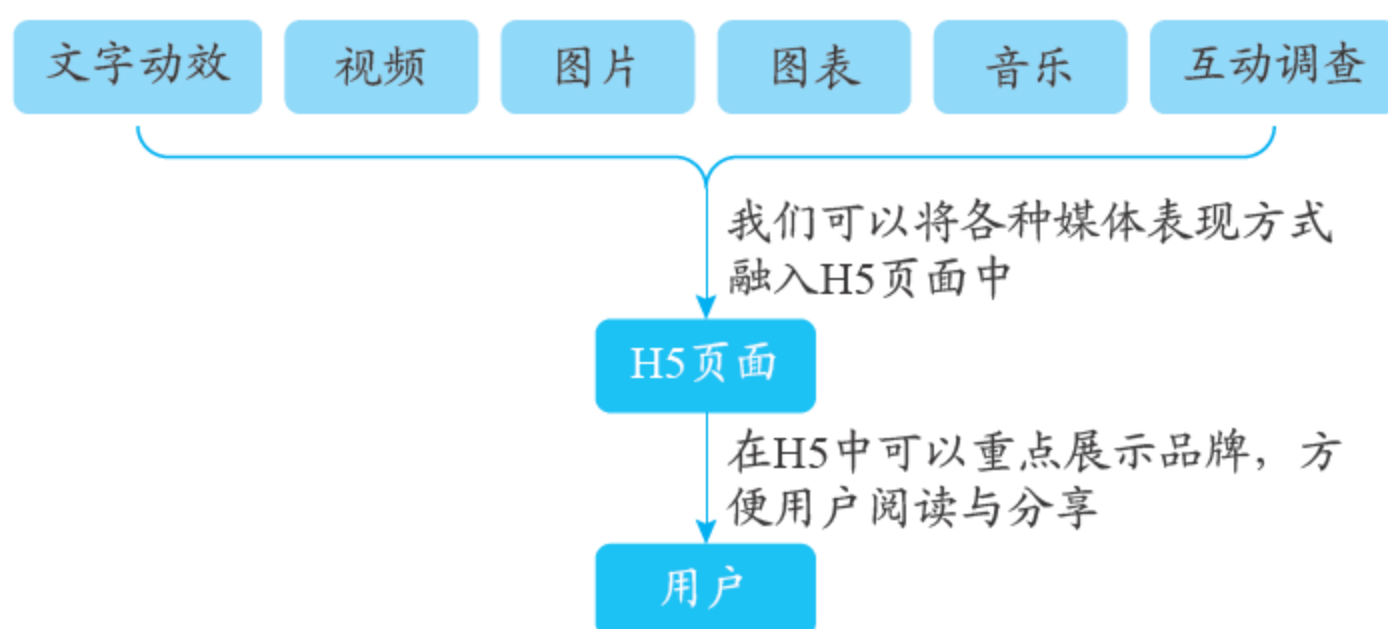 文字动效
视频
图片
图表
音乐
互动调查
我们可以将各种媒体表现方式
融入H5页面中
H5页面
在H5中可以重点展示品牌，方
便用户阅读与分享
用户